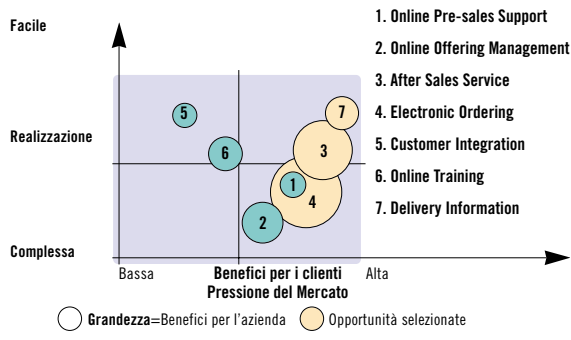 Facile
Realizzazione
Complessa
5
6
7
3
1
4
2
Bassa
Benefici per i clienti
Pressione del Mercato
Alta
1. Online Pre-sales Support
2. Online Offering Management
3. After Sales Service
4. Electronic Ordering
5. Customer Integration
6. Online Training
7. Delivery Information
Grandezza=Benefici per l'azienda
Opportunità selezionate